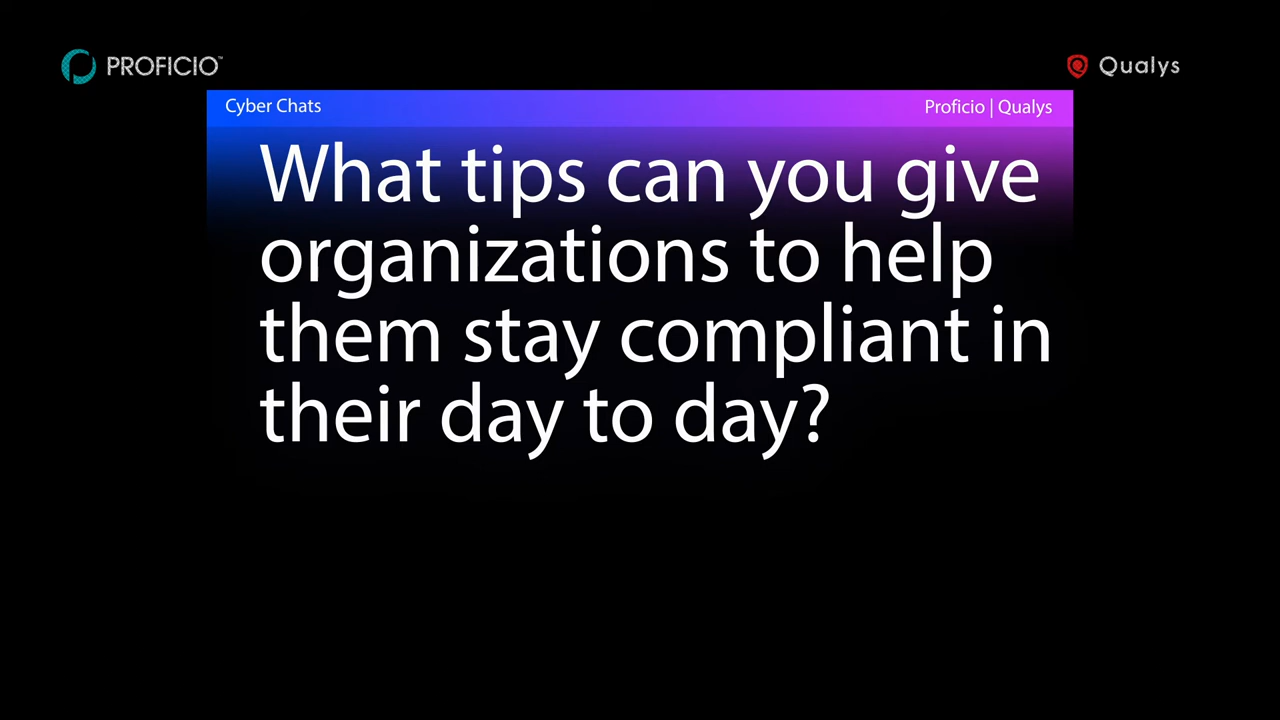 PROFICIO™
Qualys
Cyber Chats
Proficio | Qualys
What tips can you give
organizations to help
them stay compliant in
their day to day?